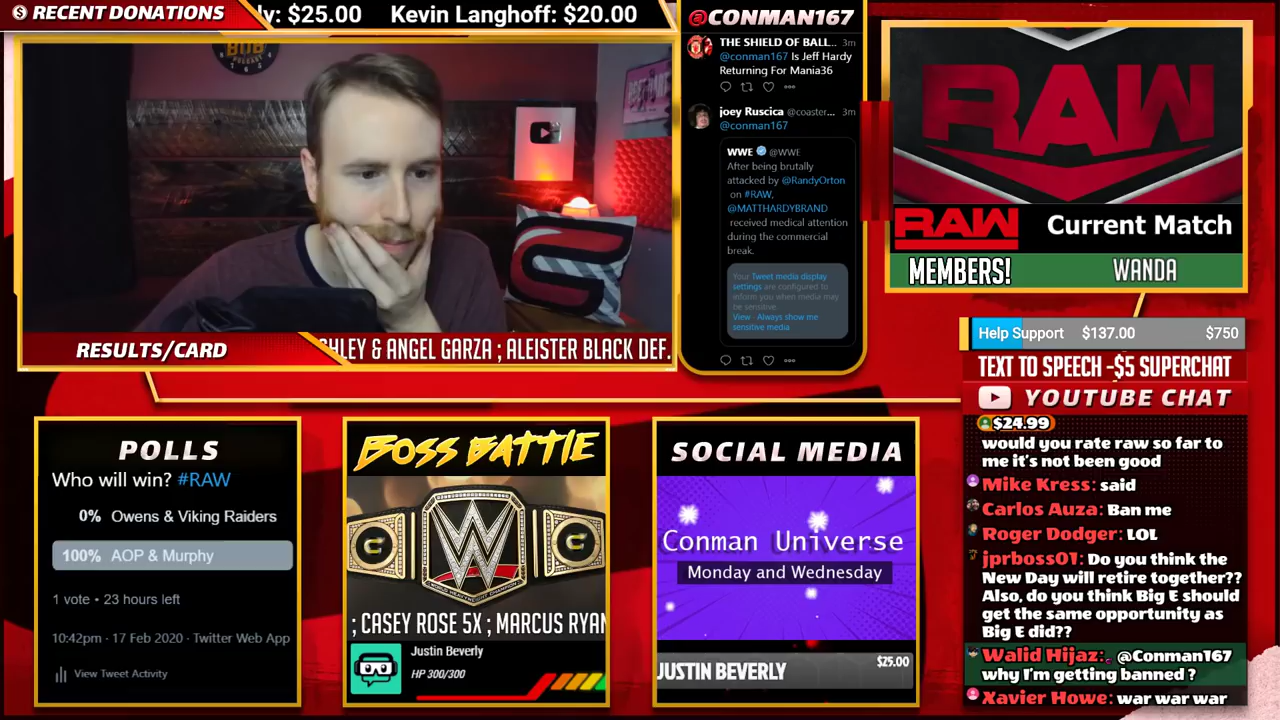 RECENT DONATIONS
y: $25.00 Kevin Langhoff: $20.00
RESULTS/CARD
HLEY & ANGEL GARZA ; ALEISTER BLACK DEF.
@CONMAN167
THE SHIELD OF BALL.. 3m
@conman167 Is Jeff Hardy
Returning For Mania36
joey Ruscica @coaster... 3m
@conman167
WWE @WWE
After being brutally
attacked by @RandyOrton
on #RAW,
@MATTHARDYBRAND
received medical attention
during the commercial
break.
Your Tweet media display
settings are configured to
inform you when media may
be sensitive.
View · Always show me
sensitive media
RAW
RAW Current Match
MEMBERS! WANDA
Help Support $137.00 $750
TEXT TO SPEECH -$5 SUPERCHAT
YOUTUBE CHAT
$24.99
would you rate raw so far to
me it's not been good
Mike Kress: said
Carlos Auza: Ban me
Roger Dodger: LOL
jprboss01: Do you think the
New Day will retire together??
Also, do you think Big E should
get the same opportunity as
Big E did??
Walid Hijaz: @Conman167
why I'm getting banned ?
Xavier Howe: war war war
POLLS
Who will win? #RAW
0% Owens & Viking Raiders
100% AOP & Murphy
1 vote • 23 hours left
10:42pm · 17 Feb 2020 · Twitter Web App
View Tweet Activity
BOSS BATTLE
; CASEY ROSE 5X ; MARCUS RYAN
Justin Beverly
HP 300/300
SOCIAL MEDIA
Conman Universe
Monday and Wednesday
JUSTIN BEVERLY $25.00